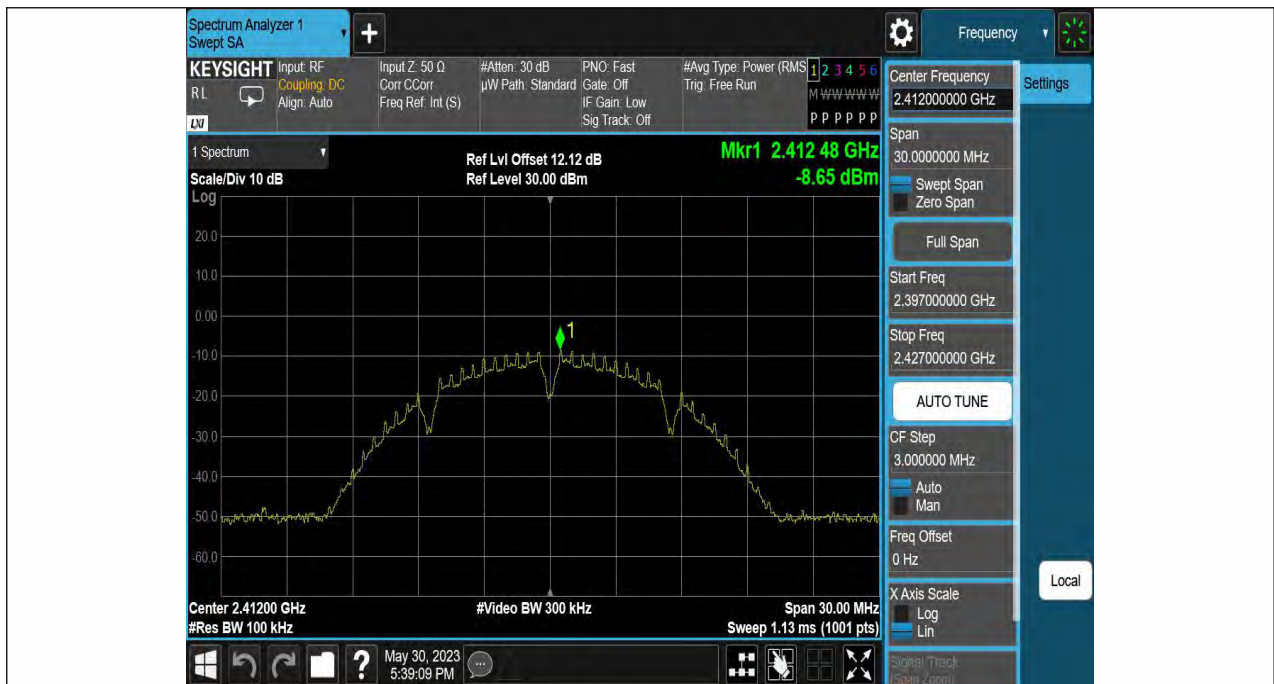 Spectrum Analyzer 1
Swept SA
+
Frequency
KEYSIGHT
RL
LXI
Input: RF
Coupling: DC
Align: Auto
Input Z: 50 Ω
Corr CCorr
Freq Ref: Int (S)
#Atten: 30 dB
µW Path: Standard
PNO: Fast
Gate: Off
IF Gain: Low
Sig Track: Off
#Avg Type: Power (RMS
Trig: Free Run
1 2 3 4 5 6
M W W W W W
P P P P P P
1 Spectrum
Scale/Div 10 dB
Ref Lvl Offset 12.12 dB
Ref Level 30.00 dBm
Mkr1 2.412 48 GHz
-8.65 dBm
Log
20.0
10.0
0.00
-10.0
-20.0
-30.0
-40.0
-50.0
-60.0
1
Center 2.41200 GHz
#Res BW 100 kHz
#Video BW 300 kHz
Span 30.00 MHz
Sweep 1.13 ms (1001 pts)
Center Frequency
2.412000000 GHz
Span
30.0000000 MHz
Swept Span
Zero Span
Full Span
Start Freq
2.397000000 GHz
Stop Freq
2.427000000 GHz
AUTO TUNE
CF Step
3.000000 MHz
Auto
Man
Freq Offset
0 Hz
X Axis Scale
Log
Lin
Signal Track
(Span Zoom)
Settings
Local
?
May 30, 2023
5:39:09 PM